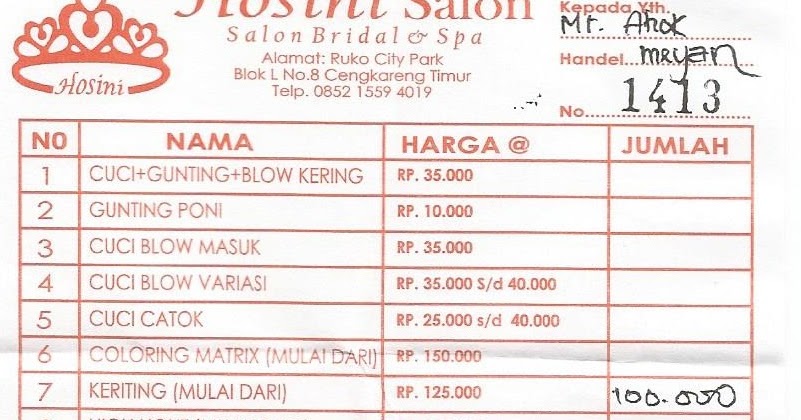 Hosini Salon
Salon Bridal & Spa
Alamat: Ruko City Park
Blok L No.8 Cengkareng Timur
Telp. 0852 1559 4019
Hosini
Kepada Yth.
Mr. Ahok
Handel... meyan
No. 1413
NO NAMA HARGA @ JUMLAH
1 CUCI+GUNTING+BLOW KERING RP. 35.000
2 GUNTING PONI RP. 10.000
3 CUCI BLOW MASUK RP. 35.000
4 CUCI BLOW VARIASI RP. 35.000 S/d 40.000
5 CUCI CATOK RP. 25.000 s/d 40.000
6 COLORING MATRIX (MULAI DARI) RP. 150.000
7 KERITING (MULAI DARI) RP. 125.000 100.000